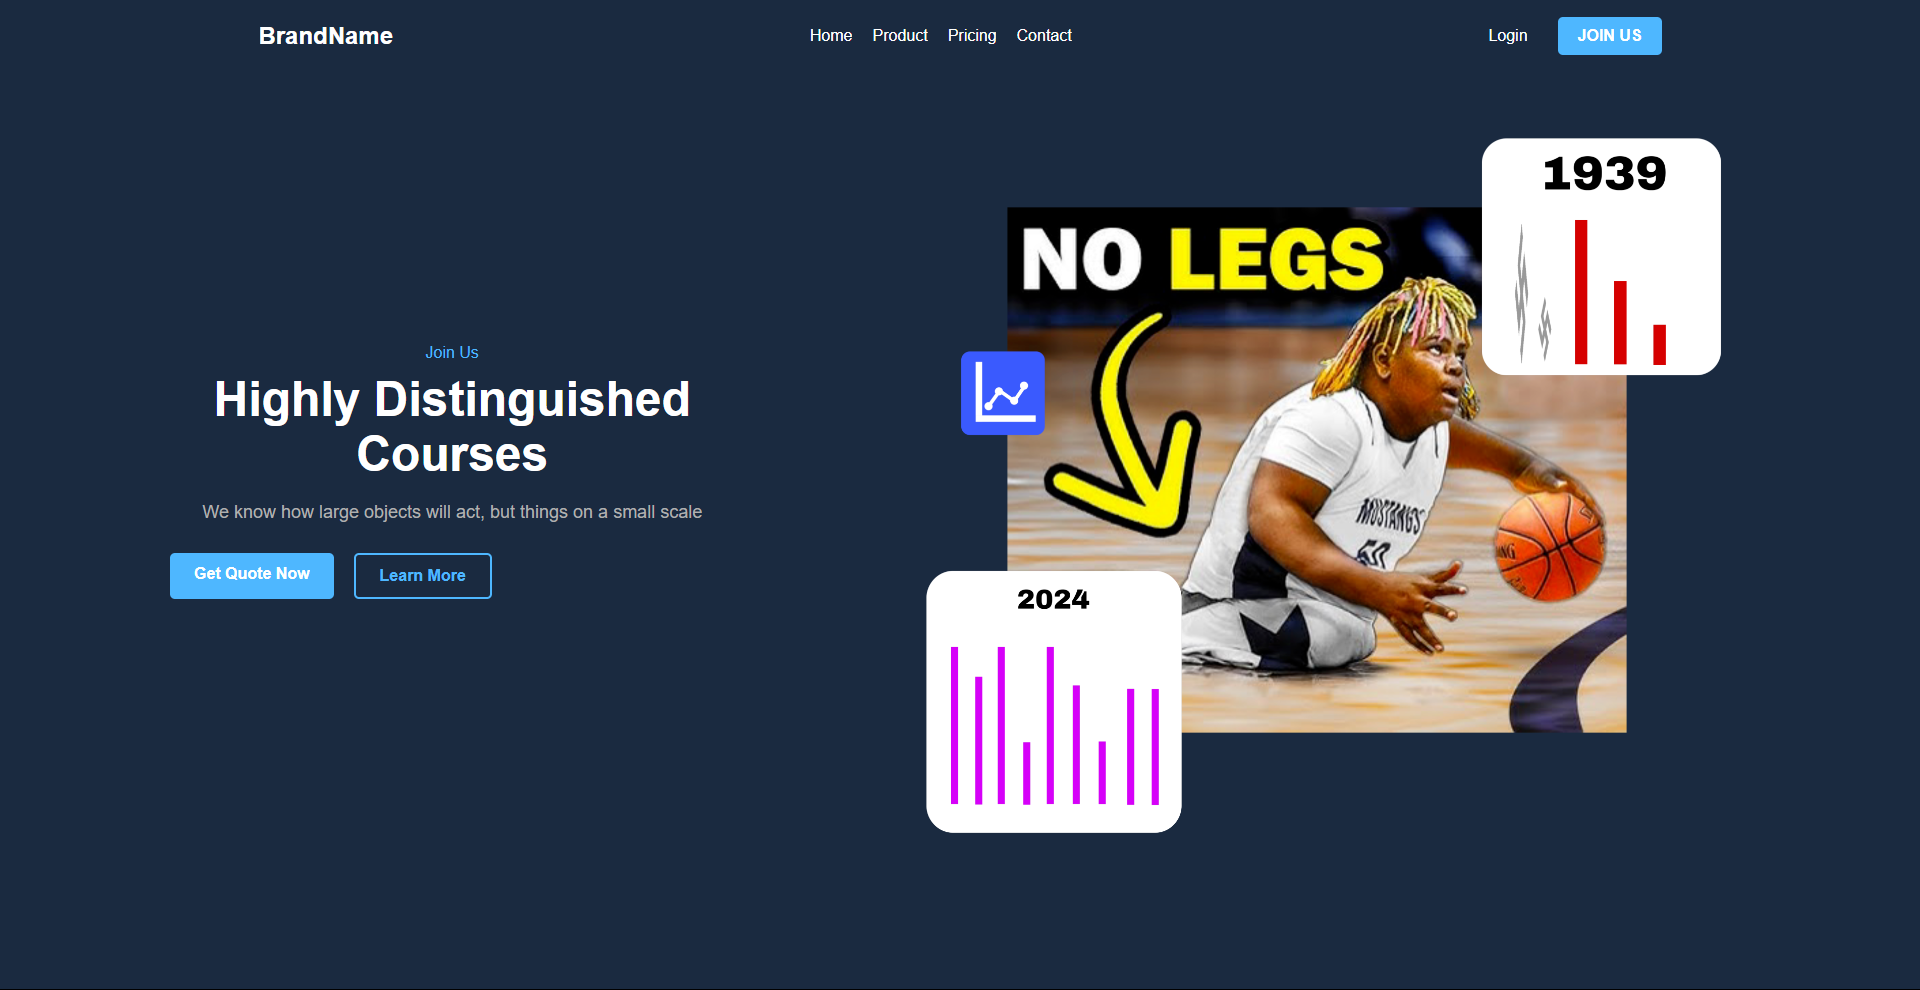 BrandName
Home Product Pricing Contact
Login
JOIN US
Join Us
Highly Distinguished
Courses
We know how large objects will act, but things on a small scale
Get Quote Now
Learn More
1939
NO LEGS
MUSTANGS
50
2024